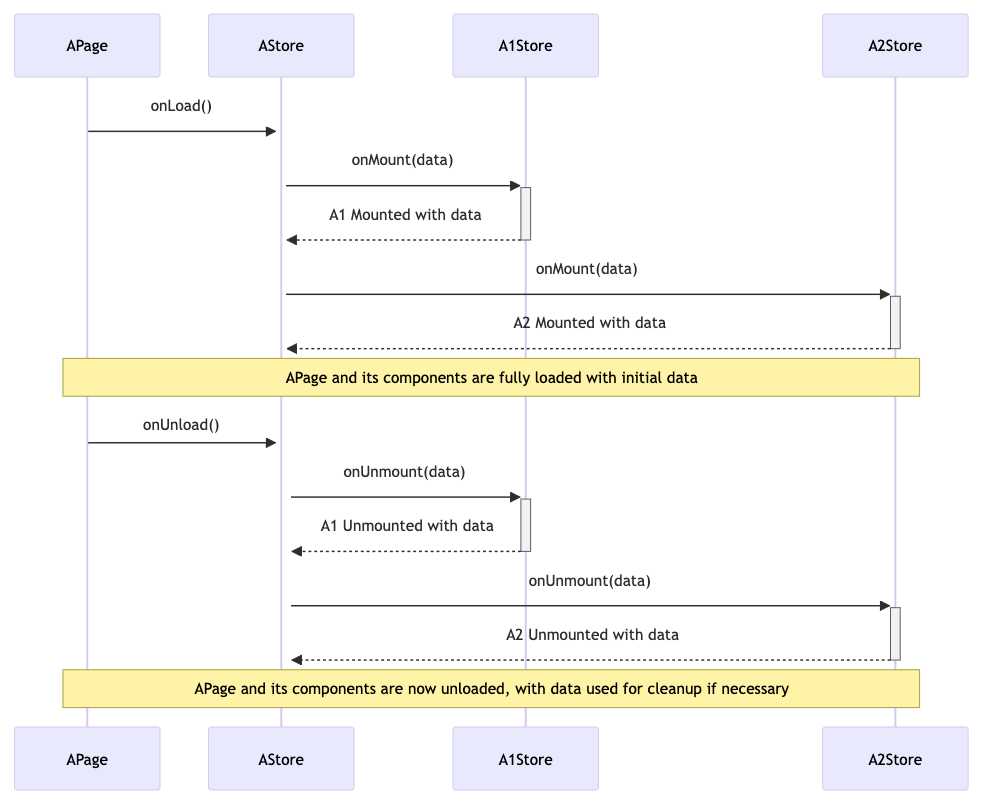 APage
AStore
A1Store
A2Store
onLoad()
onMount(data)
A1 Mounted with data
onMount(data)
A2 Mounted with data
APage and its components are fully loaded with initial data
onUnload()
onUnmount(data)
A1 Unmounted with data
onUnmount(data)
A2 Unmounted with data
APage and its components are now unloaded, with data used for cleanup if necessary
APage
AStore
A1Store
A2Store